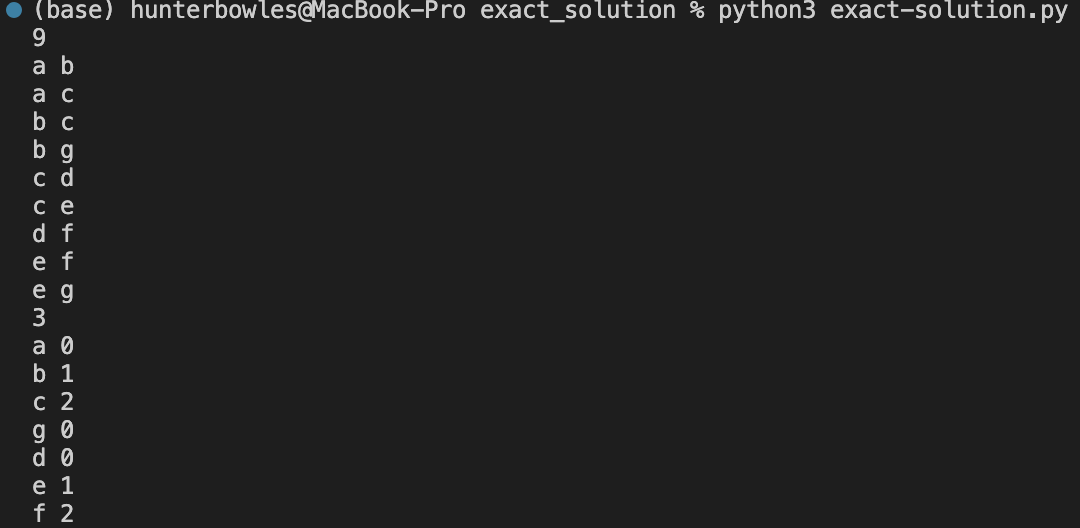 (base) hunterbowles@MacBook-Pro exact_solution % python3 exact-solution.py
9
a b
a c
b c
b g
c d
c e
d f
e f
e g
3
a 0
b 1
c 2
g 0
d 0
e 1
f 2